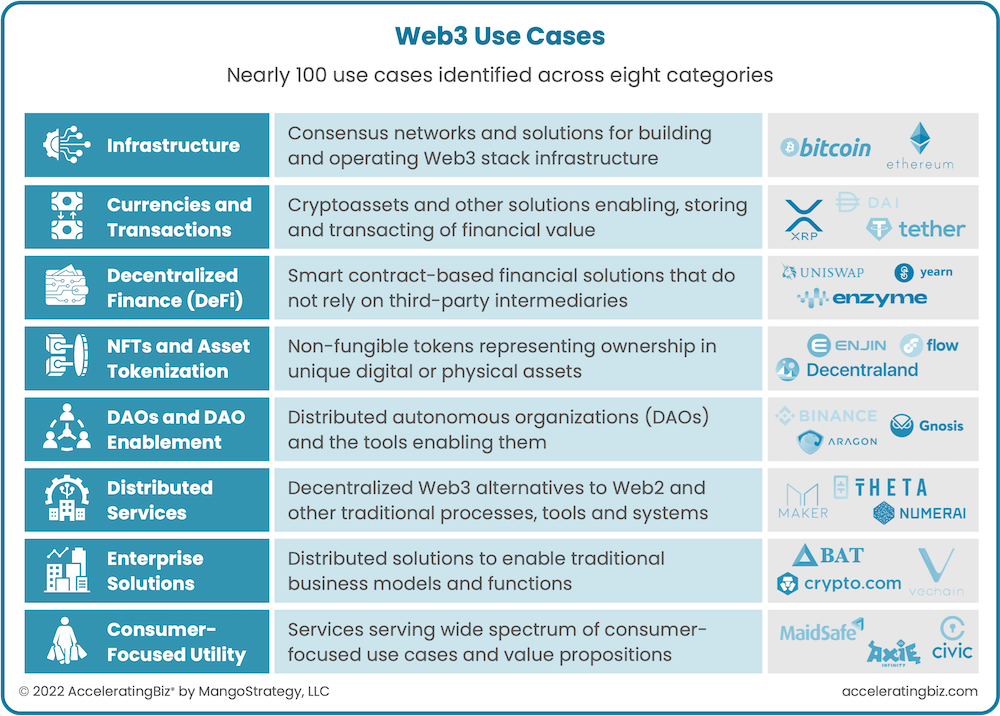 Web3 Use Cases
Nearly 100 use cases identified across eight categories
Infrastructure
Consensus networks and solutions for building
and operating Web3 stack infrastructure
bitcoin
ethereum
Currencies and
Transactions
Cryptoassets and other solutions enabling, storing
and transacting of financial value
XRP
DAI
tether
Decentralized
Finance (DeFi)
Smart contract-based financial solutions that do
not rely on third-party intermediaries
UNISWAP
yearn
enzyme
NFTs and Asset
Tokenization
Non-fungible tokens representing ownership in
unique digital or physical assets
ENJIN
flow
Decentraland
DAOs and DAO
Enablement
Distributed autonomous organizations (DAOs)
and the tools enabling them
BINANCE
Gnosis
ARAGON
Distributed
Services
Decentralized Web3 alternatives to Web2 and
other traditional processes, tools and systems
MAKER
THETA
NUMERAI
Enterprise
Solutions
Distributed solutions to enable traditional
business models and functions
BAT
crypto.com
vechain
Consumer-
Focused Utility
Services serving wide spectrum of consumer-
focused use cases and value propositions
MaidSafe
AXIE
INFINITY
CIVIC
© 2022 AcceleratingBiz® by MangoStrategy, LLC
acceleratingbiz.com